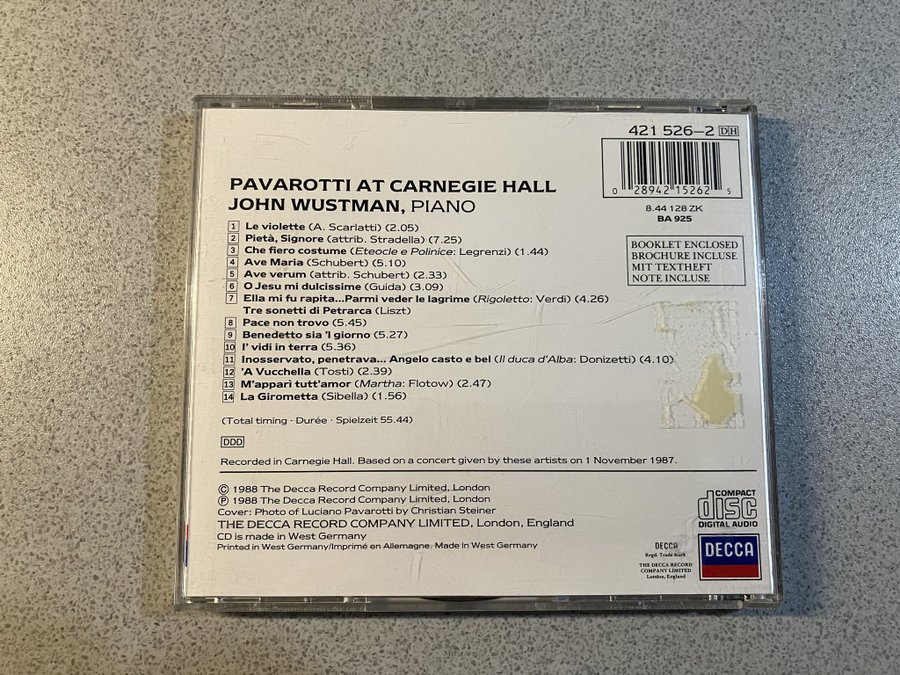 421 526-2 DH
0 28942 15262 5
8.44 128 ZK
BA 925
PAVAROTTI AT CARNEGIE HALL
JOHN WUSTMAN, PIANO
BOOKLET ENCLOSED
BROCHURE INCLUSE
MIT TEXTHEFT
NOTE INCLUSE
1 Le violette (A. Scarlatti) (2.05)
2 Pietà, Signore (attrib. Stradella) (7.25)
3 Che fiero costume (Eteocle e Polinice: Legrenzi) (1.44)
4 Ave Maria (Schubert) (5.10)
5 Ave verum (attrib. Schubert) (2.33)
6 O Jesu mi dulcissime (Guida) (3.09)
7 Ella mi fu rapita...Parmi veder le lagrime (Rigoletto: Verdi) (4.26)
Tre sonetti di Petrarca (Liszt)
8 Pace non trovo (5.45)
9 Benedetto sia 'l giorno (5.27)
10 I' vidi in terra (5.36)
11 Inosservato, penetrava... Angelo casto e bel (Il duca d'Alba: Donizetti) (4.10)
12 'A Vucchella (Tosti) (2.39)
13 M'apparì tutt'amor (Martha: Flotow) (2.47)
14 La Girometta (Sibella) (1.56)
(Total timing · Durée · Spielzeit 55.44)
DDD
Recorded in Carnegie Hall. Based on a concert given by these artists on 1 November 1987.
© 1988 The Decca Record Company Limited, London
℗ 1988 The Decca Record Company Limited, London
Cover: Photo of Luciano Pavarotti by Christian Steiner
THE DECCA RECORD COMPANY LIMITED, London, England
CD is made in West Germany
Printed in West Germany/Imprimé en Allemagne. Made in West Germany
COMPACT
disc
DIGITAL AUDIO
DECCA
Regd. Trade Mark
THE DECCA RECORD
COMPANY LIMITED
London, England
DECCA